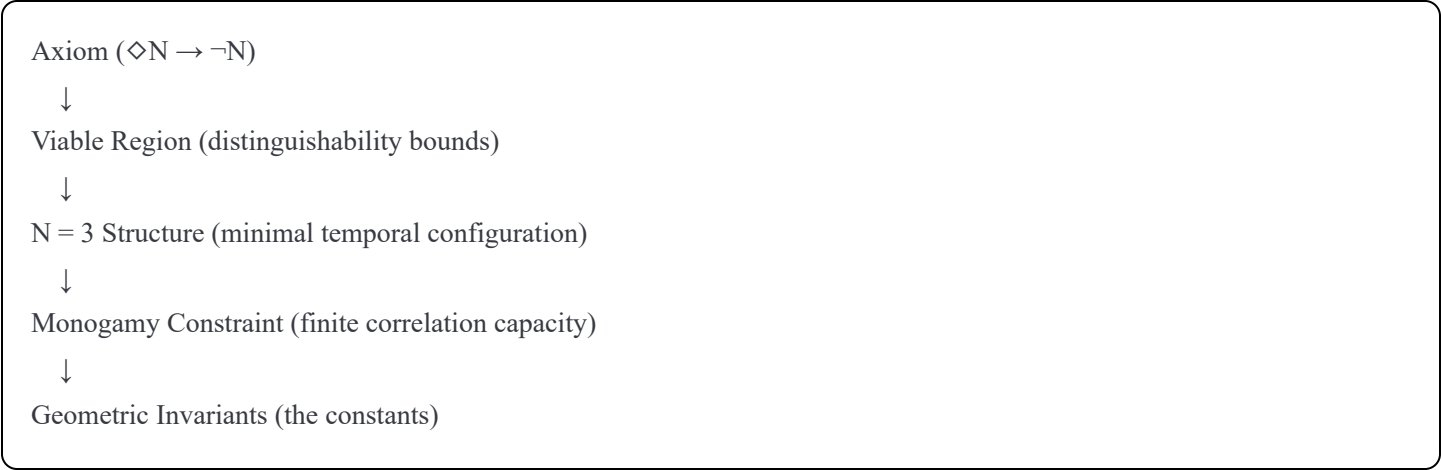 Axiom (◇N → ¬N)
↓
Viable Region (distinguishability bounds)
↓
N = 3 Structure (minimal temporal configuration)
↓
Monogamy Constraint (finite correlation capacity)
↓
Geometric Invariants (the constants)